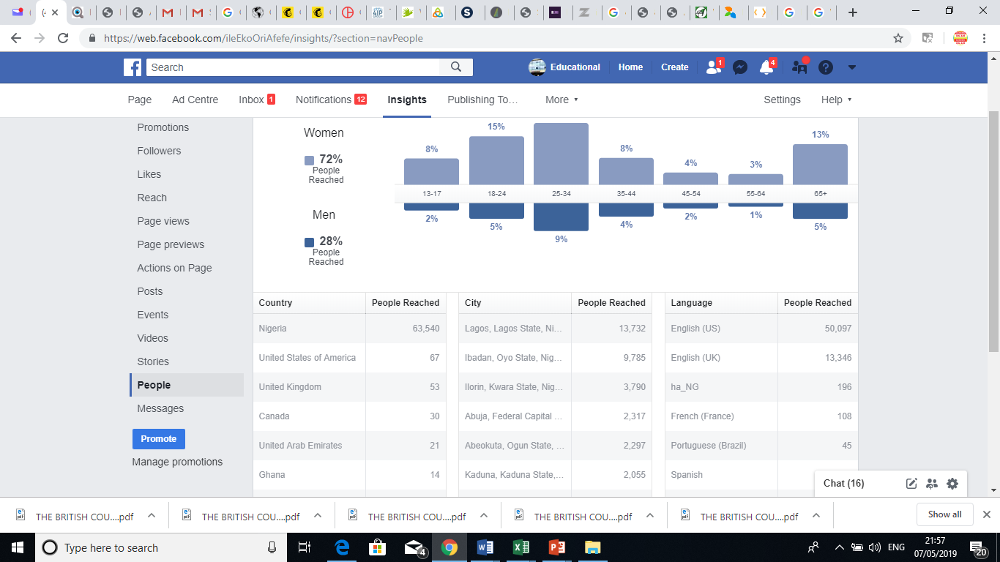 https://web.facebook.com/ileEkoOriAfefe/insights/?section=navPeople
Search
Educational
Home
Create
1
4
Page
Ad Centre
Inbox 1
Notifications 12
Insights
Publishing To...
More
Settings
Help
Promotions
Followers
Likes
Reach
Page views
Page previews
Actions on Page
Posts
Events
Videos
Stories
People
Messages
Promote
Manage promotions
Women
72%
People
Reached
8%
15%
8%
4%
3%
13%
13-17
18-24
25-34
35-44
45-54
55-64
65+
Men
28%
People
Reached
2%
5%
9%
4%
2%
1%
5%
Country People Reached
Nigeria 63,540
United States of America 67
United Kingdom 53
Canada 30
United Arab Emirates 21
Ghana 14
City People Reached
Lagos, Lagos State, Ni... 13,732
Ibadan, Oyo State, Nig... 9,785
Ilorin, Kwara State, Nig... 3,790
Abuja, Federal Capital ... 2,317
Abeokuta, Ogun State, ... 2,297
Kaduna, Kaduna State,... 2,055
Language People Reached
English (US) 50,097
English (UK) 13,346
ha_NG 196
French (France) 108
Portuguese (Brazil) 45
Spanish
Chat (16)
THE BRITISH COU....pdf
THE BRITISH COU....pdf
THE BRITISH COU....pdf
THE BRITISH COU....pdf
THE BRITISH COU....pdf
Show all
Type here to search
4
ENG
21:57
07/05/2019
20